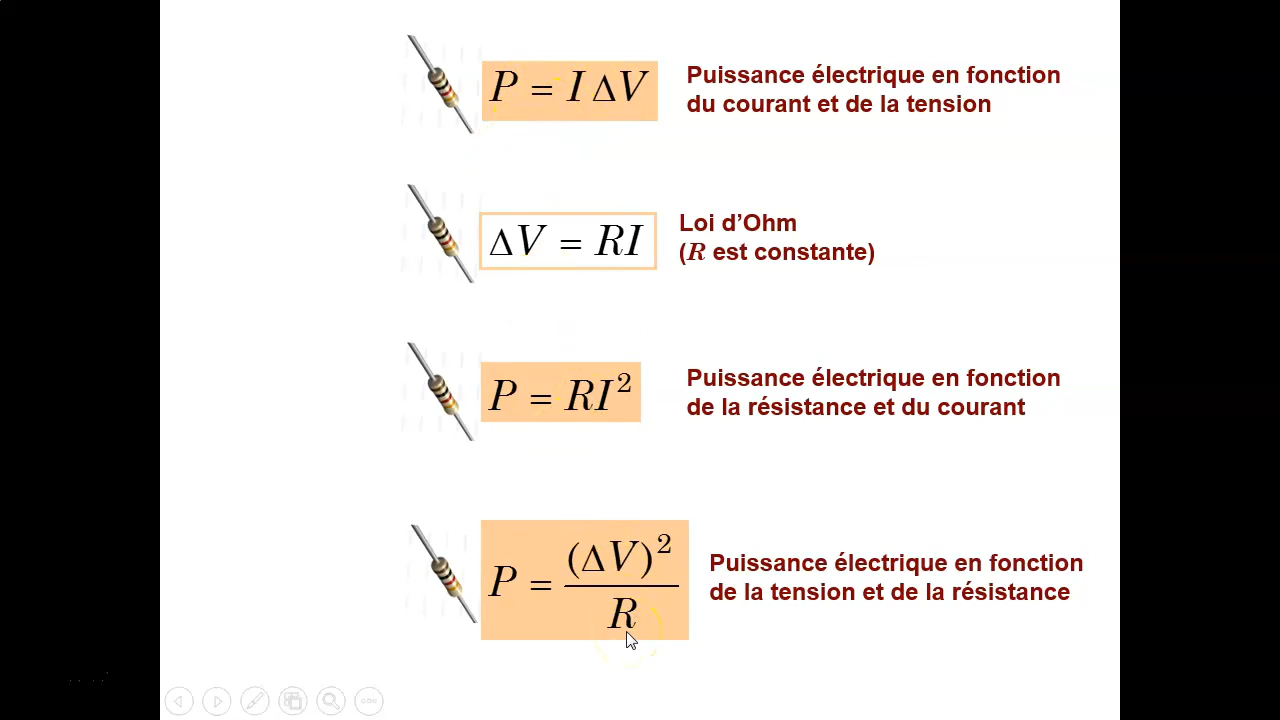 P = I ΔV
Puissance électrique en fonction
du courant et de la tension
ΔV = RI
Loi d’Ohm
(R est constante)
P = RI²
Puissance électrique en fonction
de la résistance et du courant
P = (ΔV)² / R
Puissance électrique en fonction
de la tension et de la résistance